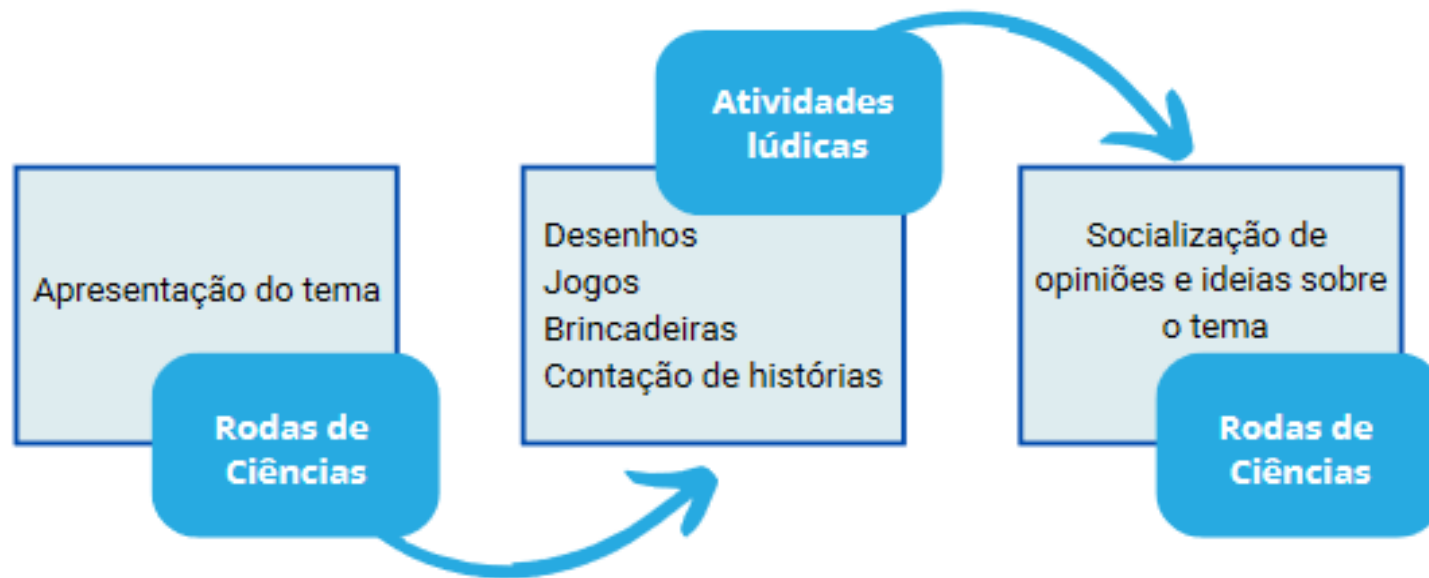 Apresentação do tema
Rodas de
Ciências
Atividades
lúdicas
Desenhos
Jogos
Brincadeiras
Contação de histórias
Socialização de
opiniões e ideias sobre
o tema
Rodas de
Ciências